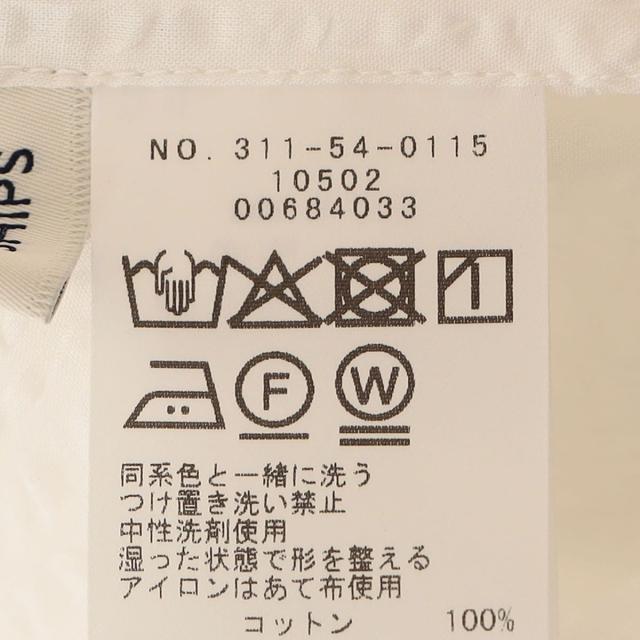 HIPS
NO. 311-54-0115
10502
00684033
F
W
同系色と一緒に洗う
つけ置き洗い禁止
中性洗剤使用
湿った状態で形を整える
アイロンはあて布使用
コットン 100%